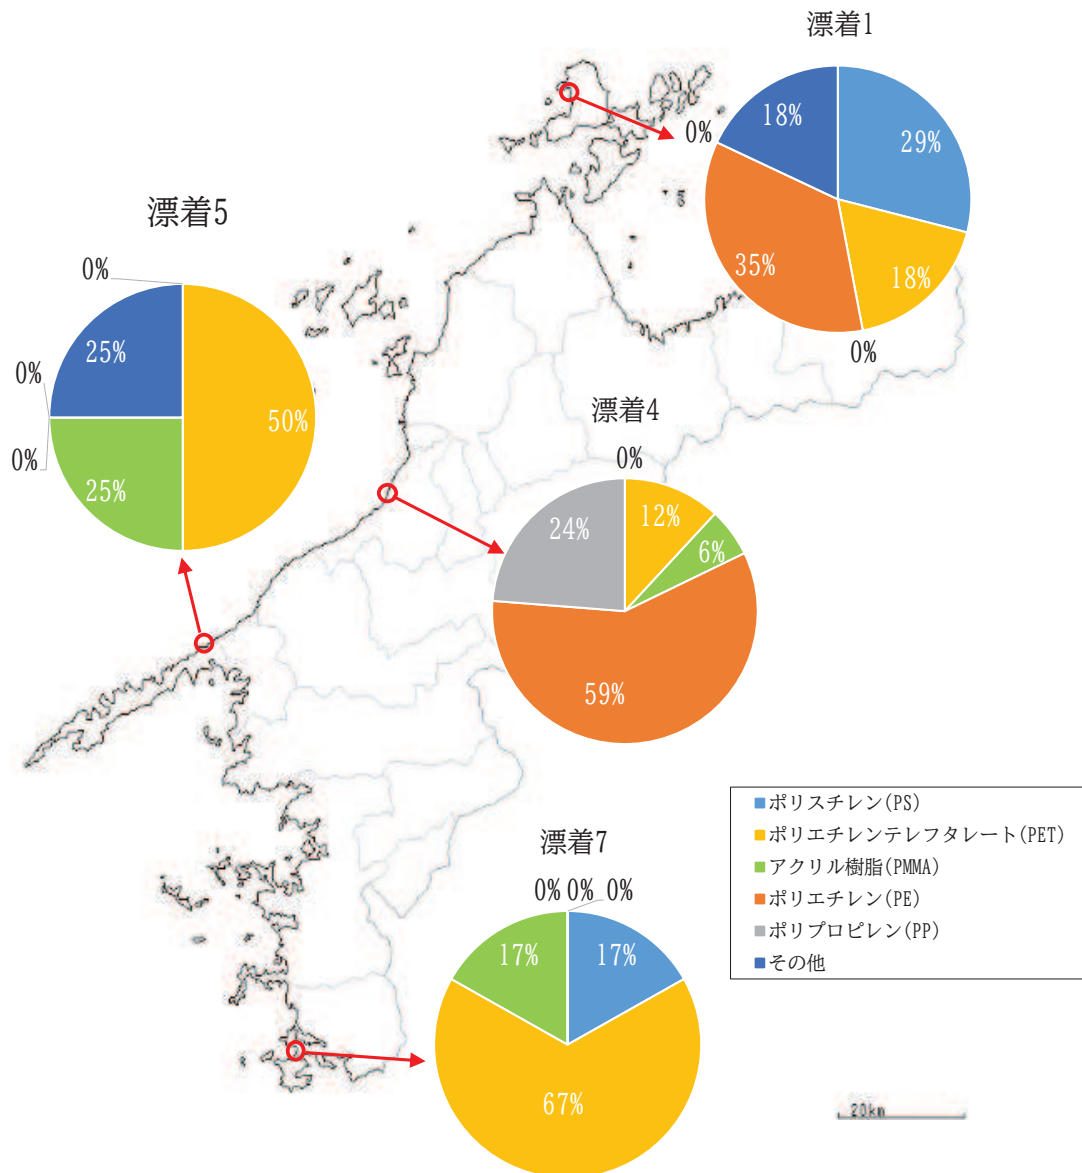 漂着1
0%
18%
29%
35%
18%
0%
漂着5
0%
25%
0%
50%
0%
25%
漂着4
0%
24%
12%
6%
59%
漂着7
0% 0% 0%
17%
17%
67%
ポリスチレン(PS)
ポリエチレンテレフタレート(PET)
アクリル樹脂(PMMA)
ポリエチレン(PE)
ポリプロピレン(PP)
その他
20km